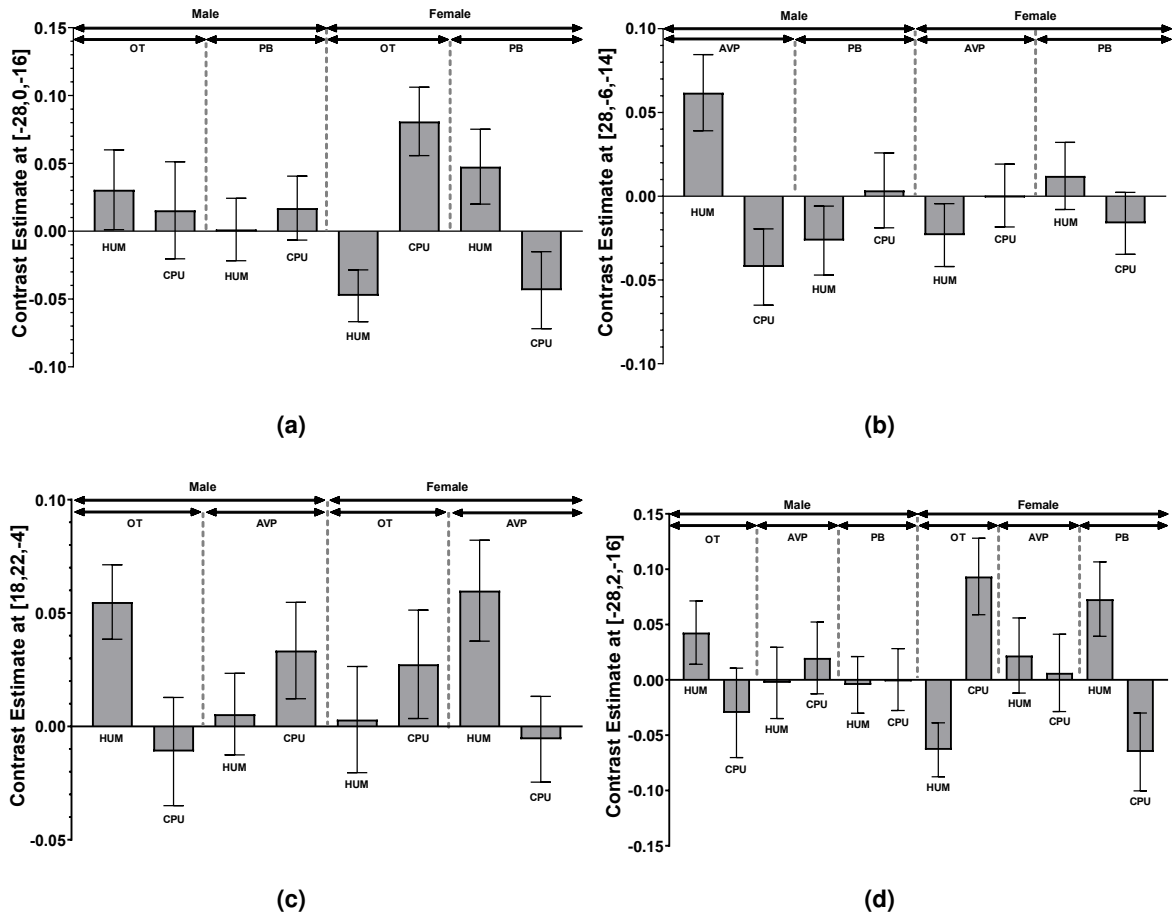 Male Female
OT PB OT PB
0.15
0.10
0.05
0.00
-0.05
-0.10
Contrast Estimate at [-28,0,-16]
HUM CPU HUM CPU HUM CPU HUM CPU
(a)
Male Female
AVP PB AVP PB
0.10
0.05
0.00
-0.05
-0.10
Contrast Estimate at [28,-6,-14]
HUM CPU HUM CPU HUM CPU HUM CPU
(b)
Male Female
OT AVP OT AVP
0.10
0.05
0.00
-0.05
Contrast Estimate at [18,22,-4]
HUM CPU HUM CPU HUM CPU HUM CPU
(c)
Male Female
OT AVP PB OT AVP PB
0.15
0.10
0.05
0.00
-0.05
-0.10
-0.15
Contrast Estimate at [-28,2,-16]
HUM CPU HUM CPU HUM CPU HUM CPU HUM CPU HUM CPU
(d)